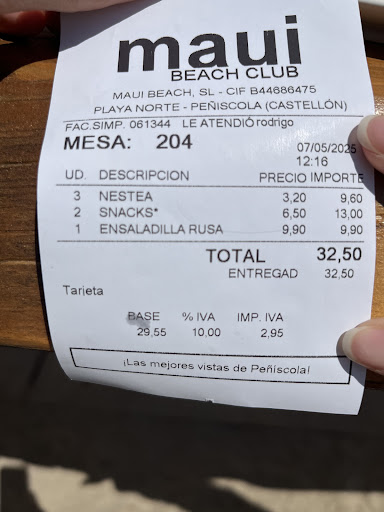 maui
BEACH CLUB
MAUI BEACH, SL - CIF B44686475
PLAYA NORTE - PEÑISCOLA (CASTELLÓN)
FAC.SIMP. 061344 LE ATENDIÓ rodrigo
MESA: 204
07/05/2025
12:16
UD. DESCRIPCION PRECIO IMPORTE
3 NESTEA 3,20 9,60
2 SNACKS* 6,50 13,00
1 ENSALADILLA RUSA 9,90 9,90
TOTAL 32,50
ENTREGAD 32,50
Tarjeta
BASE % IVA IMP. IVA
29,55 10,00 2,95
¡Las mejores vistas de Peñiscola!